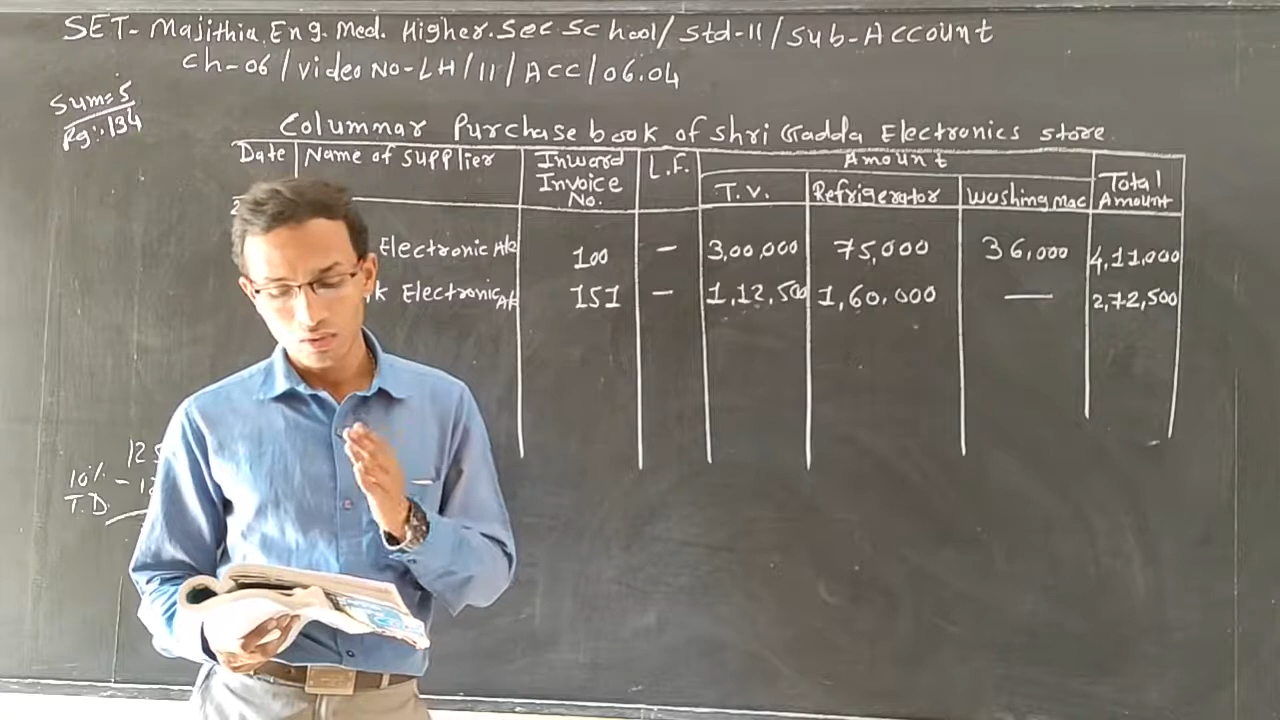 SET- Majithia Eng. Med. Higher. Sec School / Std-11 / Sub-Account
Ch-06 / Video No-LH / 11 / ACC / 06.04
Sum:5
Pg:-134
Columnar Purchase book of Shri Gadda Electronics store
Date Name of supplier Inward Invoice No. L.F. Amount Total Amount
T.V. Refrigerator Washing Mac
2
Electronic A/c 100 – 3,00,000 75,000 36,000 4,11,000
k Electronic A/c 151 – 1,12,500 1,60,000 — 2,72,500
10% T.D. -